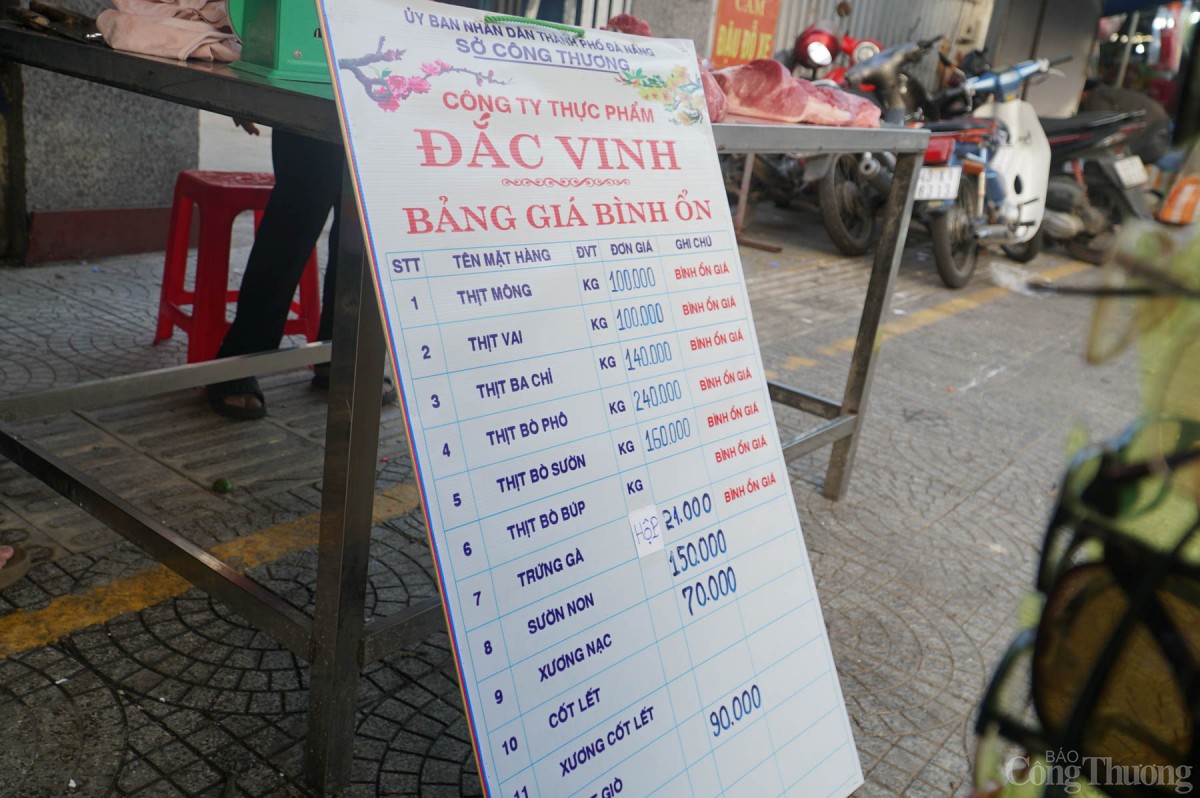 ỦY BAN NHÂN DÂN THÀNH PHỐ ĐÀ NẴNG
SỞ CÔNG THƯƠNG
CÔNG TY THỰC PHẨM
ĐẮC VINH
BẢNG GIÁ BÌNH ỔN
STT TÊN MẶT HÀNG ĐVT ĐƠN GIÁ GHI CHÚ
1 THỊT MÔNG KG 100.000 BÌNH ỔN GIÁ
2 THỊT VAI KG 100.000 BÌNH ỔN GIÁ
3 THỊT BA CHỈ KG 140.000 BÌNH ỔN GIÁ
4 THỊT BÒ PHÔ KG 240.000 BÌNH ỔN GIÁ
5 THỊT BÒ SƯỜN KG 160.000 BÌNH ỔN GIÁ
6 THỊT BÒ BÚP KG BÌNH ỔN GIÁ
7 TRỨNG GÀ HỘP 24.000 BÌNH ỔN GIÁ
8 SƯỜN NON 150.000
9 XƯƠNG NẠC 70.000
10 CỐT LẾT
11 XƯƠNG CỐT LẾT
GIÒ 90.000
CẤM
ĐẬU ĐỖ XE
BÁO
Công Thương